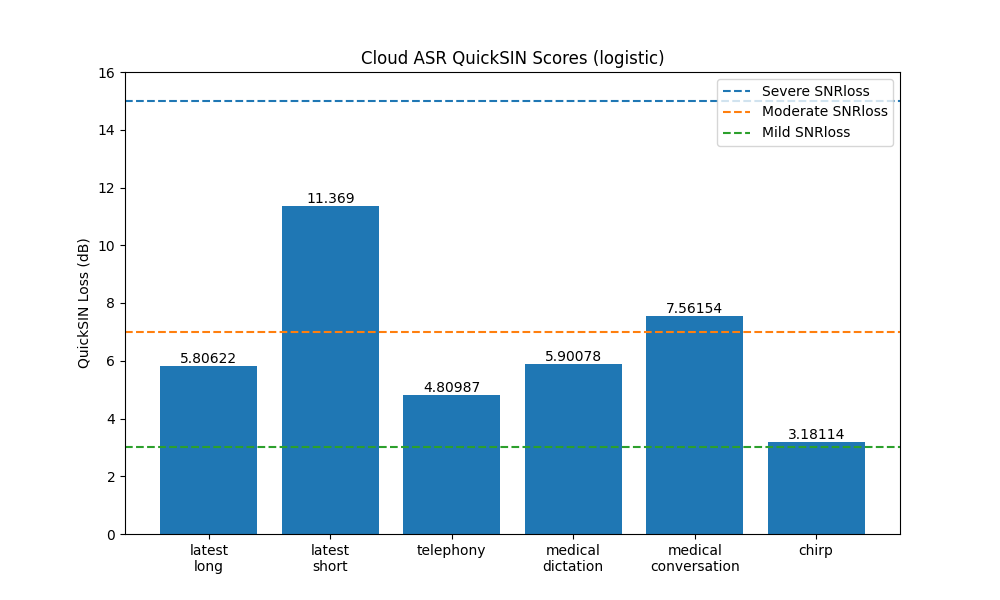 Cloud ASR QuickSIN Scores (logistic)
QuickSIN Loss (dB)
16
14
12
10
8
6
4
2
0
Severe SNRloss
Moderate SNRloss
Mild SNRloss
5.80622
11.369
4.80987
5.90078
7.56154
3.18114
latest
long
latest
short
telephony
medical
dictation
medical
conversation
chirp